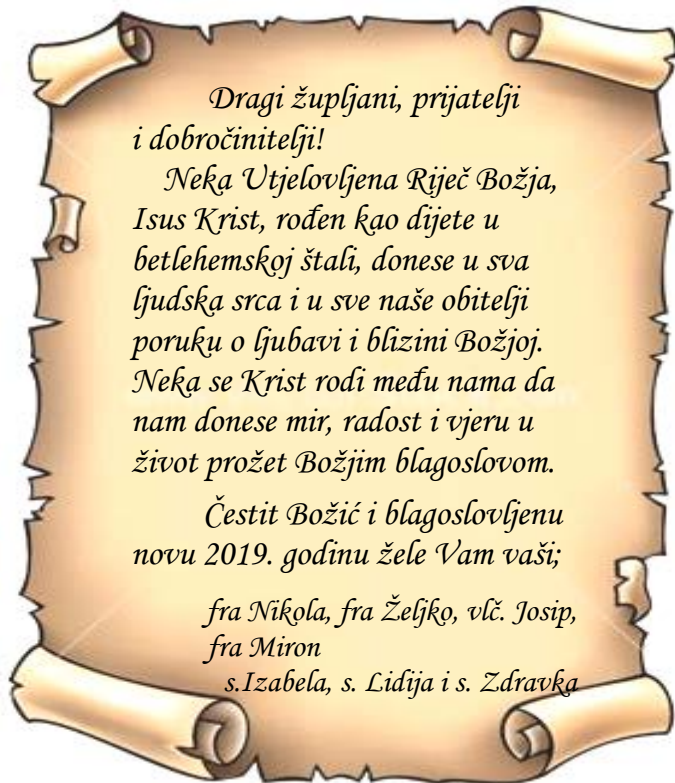 Dragi župljani, prijatelji
i dobročinitelji!
Neka Utjelovljena Riječ Božja,
Isus Krist, rođen kao dijete u
betlehemskoj štali, donese u sva
ljudska srca i u sve naše obitelji
poruku o ljubavi i blizini Božjoj.
Neka se Krist rodi među nama da
nam donese mir, radost i vjeru u
život prožet Božjim blagoslovom.
Čestit Božić i blagoslovljenu
novu 2019. godinu žele Vam vaši;
fra Nikola, fra Željko, vlč. Josip,
fra Miron
s.Izabela, s. Lidija i s. Zdravka